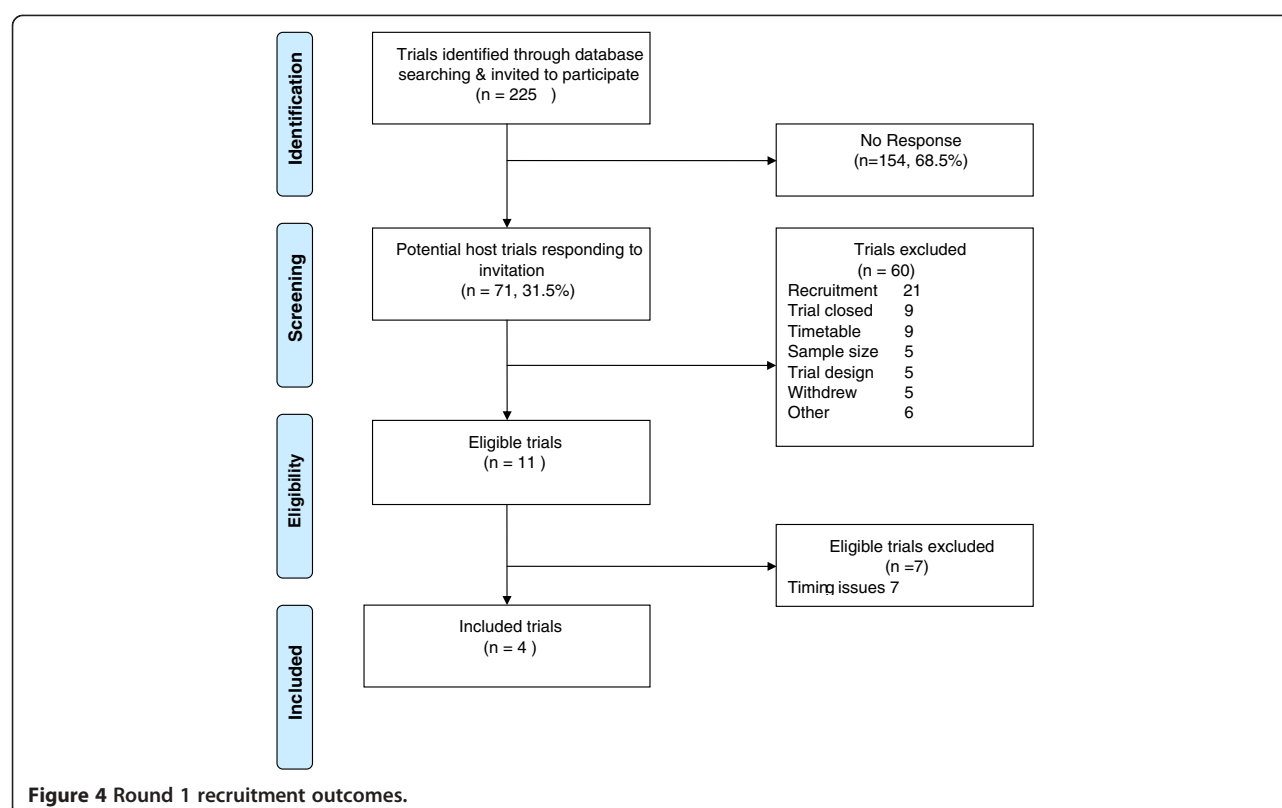 Identification
Trials identified through database
searching & invited to participate
(n = 225 )
No Response
(n=154, 68.5%)
Screening
Potential host trials responding to
invitation
(n = 71, 31.5%)
Trials excluded
(n = 60)
Recruitment 21
Trial closed 9
Timetable 9
Sample size 5
Trial design 5
Withdrew 5
Other 6
Eligibility
Eligible trials
(n = 11 )
Eligible trials excluded
(n =7)
Timing issues 7
Included
Included trials
(n = 4 )
Figure 4 Round 1 recruitment outcomes.